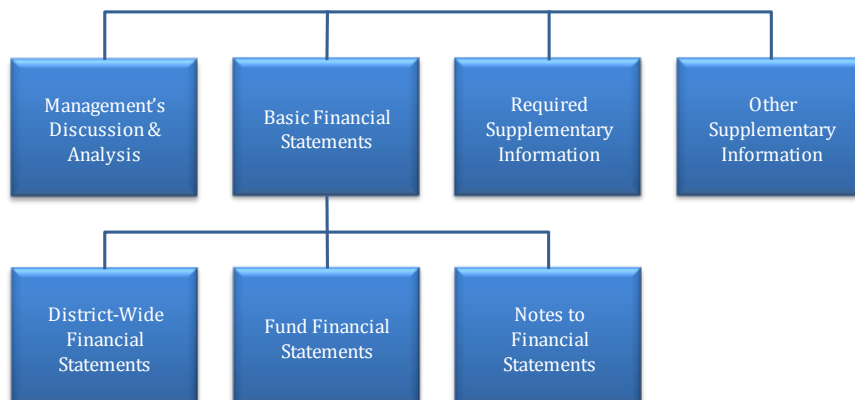 Management’s
Discussion &
Analysis
Basic Financial
Statements
Required
Supplementary
Information
Other
Supplementary
Information
District-Wide
Financial
Statements
Fund Financial
Statements
Notes to
Financial
Statements